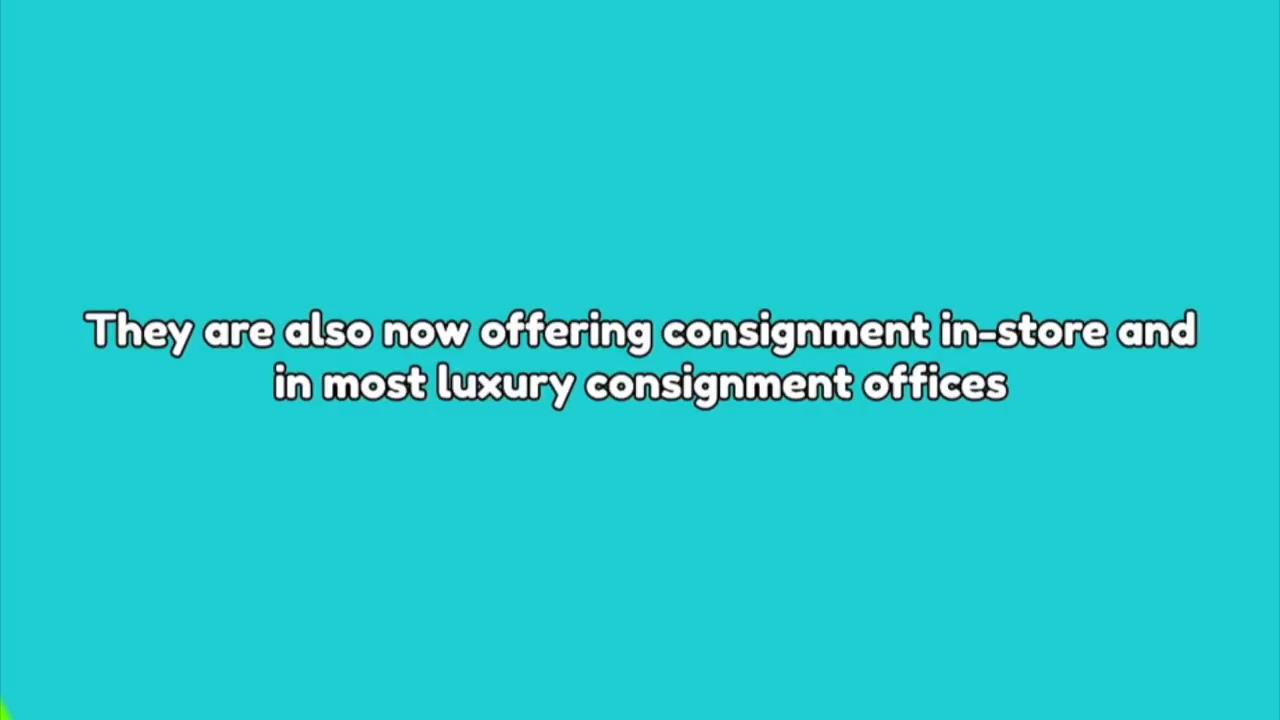 They are also now offering consignment in-store and
in most luxury consignment offices